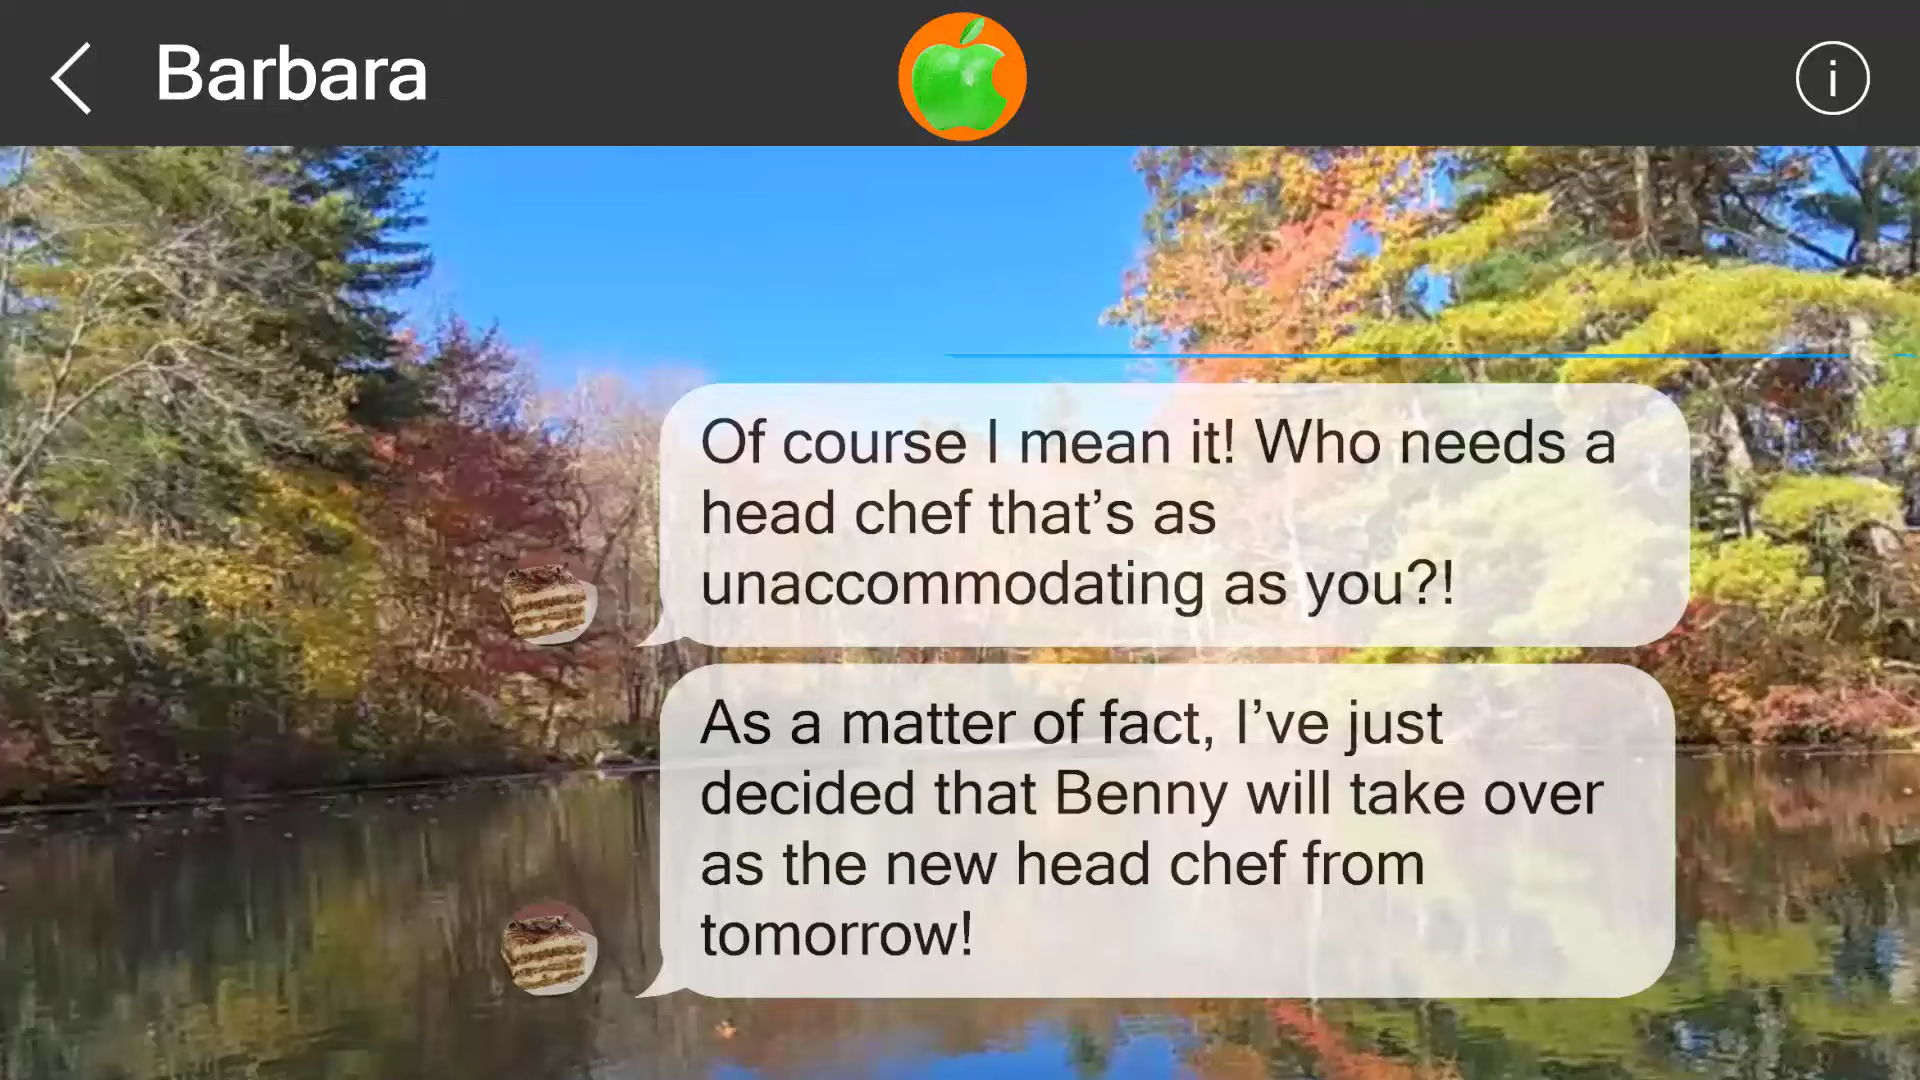 Barbara
Of course I mean it! Who needs a
head chef that’s as
unaccommodating as you?!
As a matter of fact, I’ve just
decided that Benny will take over
as the new head chef from
tomorrow!